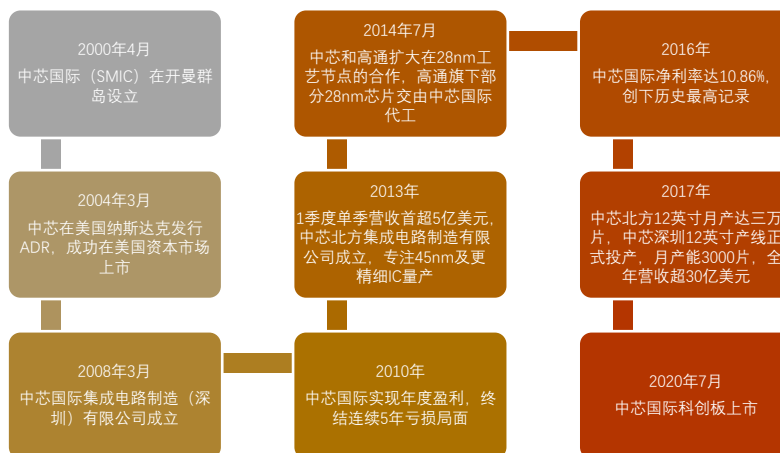 2000年4月
中芯国际（SMIC）在开曼群
岛设立
2004年3月
中芯在美国纳斯达克发行
ADR，成功在美国资本市场
上市
2008年3月
中芯国际集成电路制造（深
圳）有限公司成立
2010年
中芯国际实现年度盈利，终
结连续5年亏损局面
2013年
1季度单季营收首超5亿美元，
中芯北方集成电路制造有限
公司成立，专注45nm及更
精细IC量产
2014年7月
中芯和高通扩大在28nm工
艺节点的合作，高通旗下部
分28nm芯片交由中芯国际
代工
2016年
中芯国际净利率达10.86%，
创下历史最高记录
2017年
中芯北方12英寸月产达三万
片，中芯深圳12英寸产线正
式投产，月产能3000片，全
年营收超30亿美元
2020年7月
中芯国际科创板上市